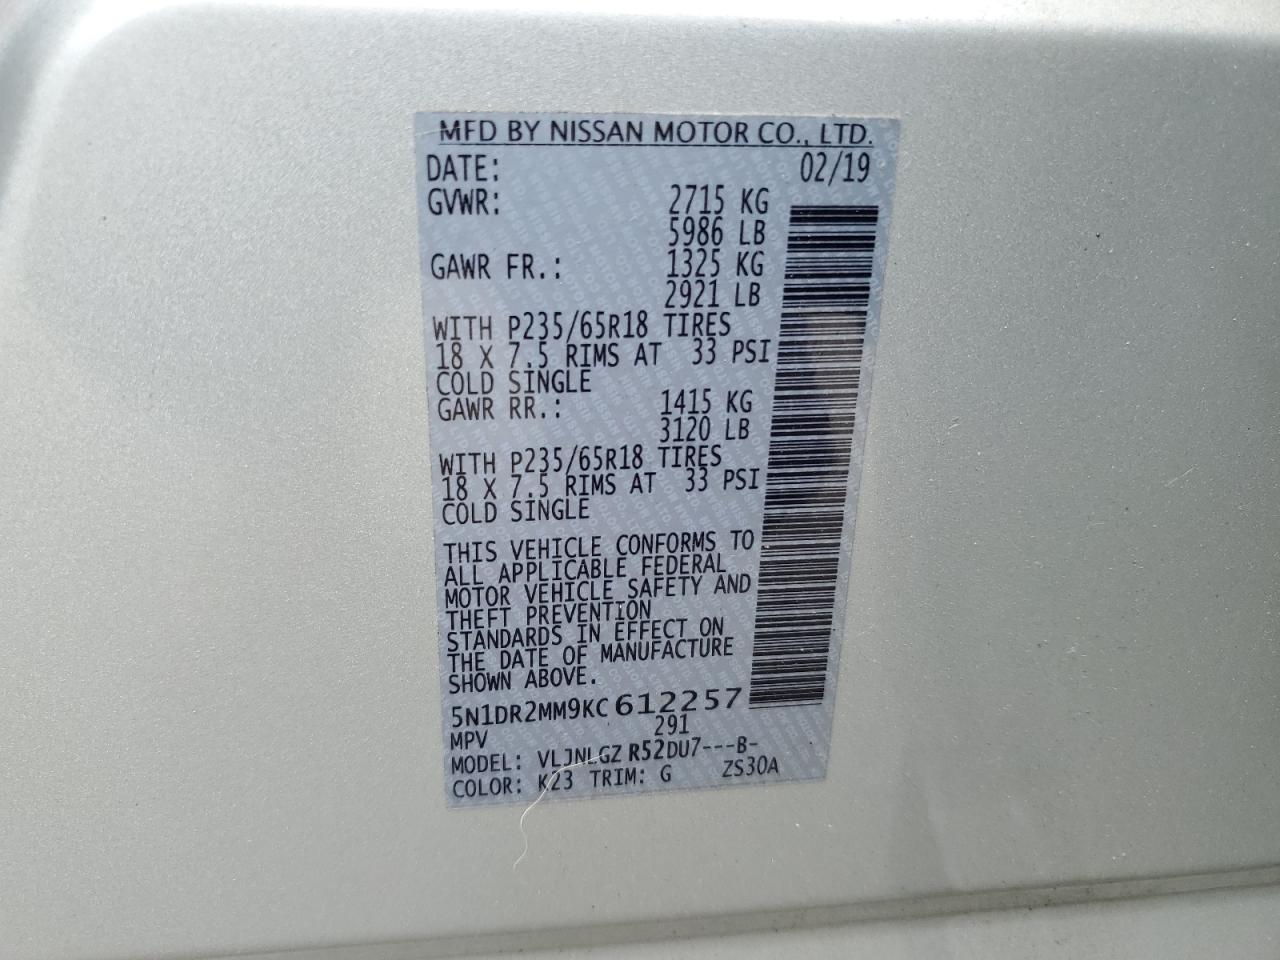 MFD BY NISSAN MOTOR CO., LTD.
DATE: 02/19
GVWR: 2715 KG
5986 LB
GAWR FR.: 1325 KG
2921 LB
WITH P235/65R18 TIRES
18 X 7.5 RIMS AT 33 PSI
COLD SINGLE
GAWR RR.: 1415 KG
3120 LB
WITH P235/65R18 TIRES
18 X 7.5 RIMS AT 33 PSI
COLD SINGLE
THIS VEHICLE CONFORMS TO
ALL APPLICABLE FEDERAL
MOTOR VEHICLE SAFETY AND
THEFT PREVENTION
STANDARDS IN EFFECT ON
THE DATE OF MANUFACTURE
SHOWN ABOVE.
5N1DR2MM9KC612257
MPV 291
MODEL: VLJNLGZ R52DU7---B-
COLOR: K23 TRIM: G ZS30A